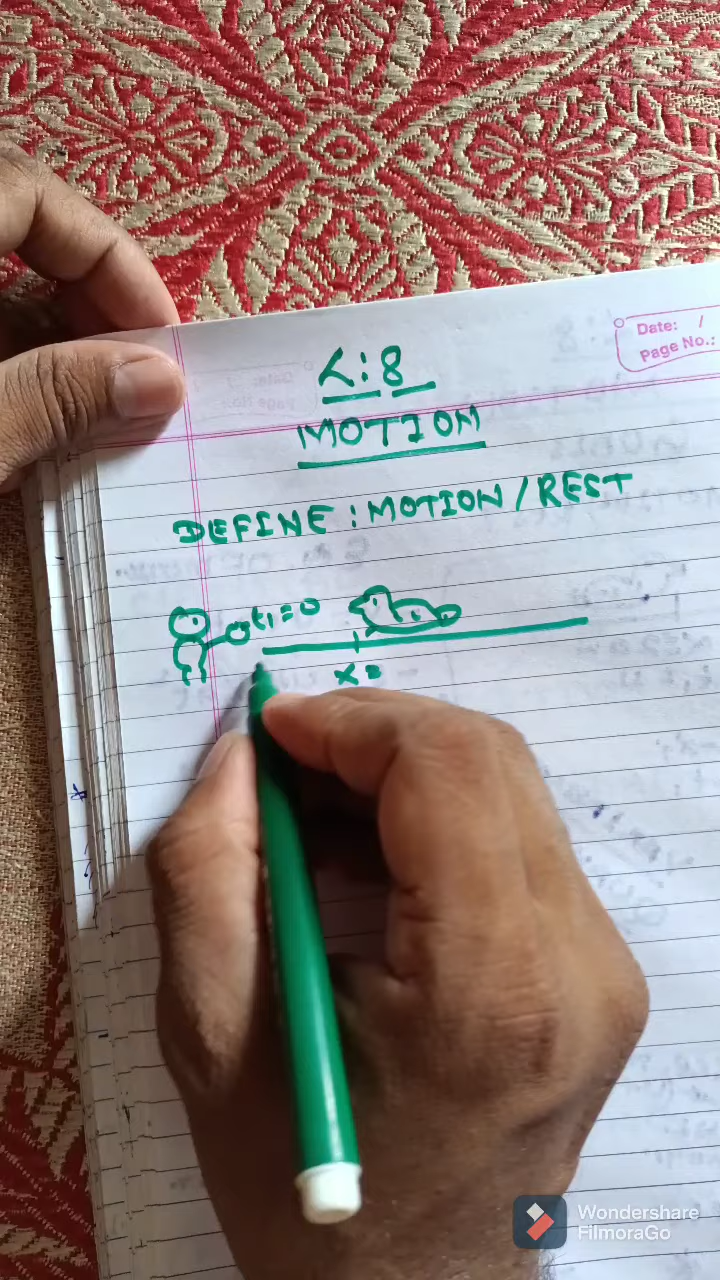 Date: /
Page No.:
L:8
MOTION
DEFINE: MOTION/REST
t1=0
x=
Wondershare
FilmoraGo